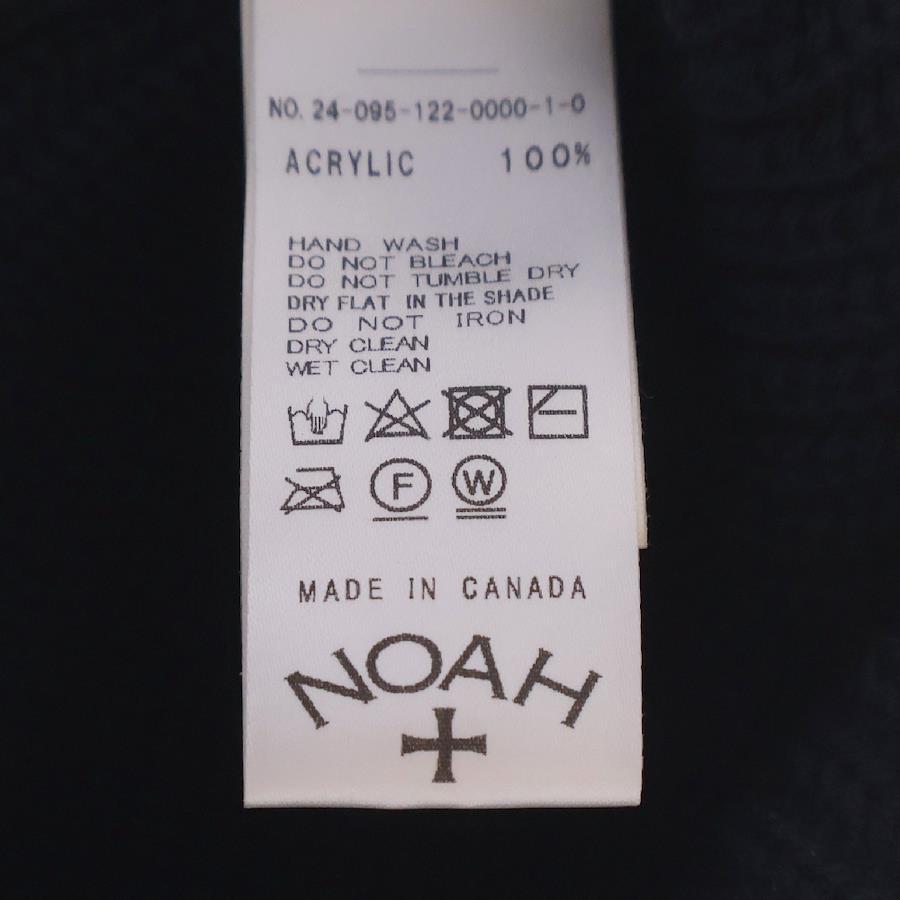 NO. 24-095-122-0000-1-0
ACRYLIC 100%
HAND WASH
DO NOT BLEACH
DO NOT TUMBLE DRY
DRY FLAT IN THE SHADE
DO NOT IRON
DRY CLEAN
WET CLEAN
F W
MADE IN CANADA
NOAH